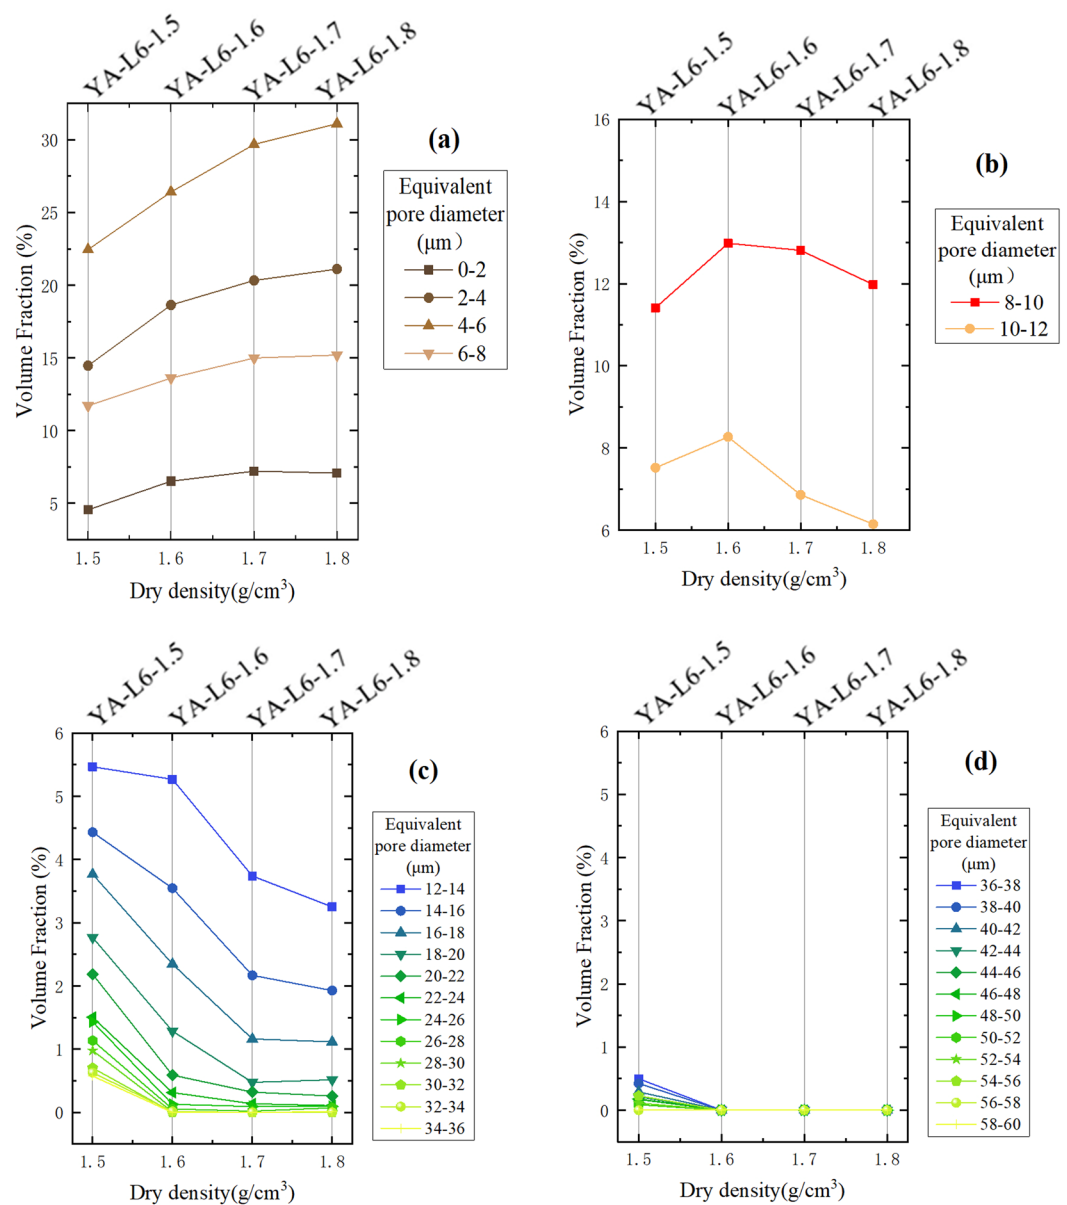 YA-L6-1.5
YA-L6-1.6
YA-L6-1.7
YA-L6-1.8
(a)
Volume Fraction (%)
30
25
20
15
10
5
1.5
1.6
1.7
1.8
Dry density(g/cm³)
Equivalent
pore diameter
(μm)
0-2
2-4
4-6
6-8
YA-L6-1.5
YA-L6-1.6
YA-L6-1.7
YA-L6-1.8
(b)
Volume Fraction (%)
16
14
12
10
8
6
1.5
1.6
1.7
1.8
Dry density(g/cm³)
Equivalent
pore diameter
(μm)
8-10
10-12
YA-L6-1.5
YA-L6-1.6
YA-L6-1.7
YA-L6-1.8
(c)
Volume Fraction (%)
6
5
4
3
2
1
0
1.5
1.6
1.7
1.8
Dry density(g/cm³)
Equivalent
pore diameter
(μm)
12-14
14-16
16-18
18-20
20-22
22-24
24-26
26-28
28-30
30-32
32-34
34-36
YA-L6-1.5
YA-L6-1.6
YA-L6-1.7
YA-L6-1.8
(d)
Volume Fraction (%)
6
5
4
3
2
1
0
1.5
1.6
1.7
1.8
Dry density(g/cm³)
Equivalent
pore diameter
(μm)
36-38
38-40
40-42
42-44
44-46
46-48
48-50
50-52
52-54
54-56
56-58
58-60